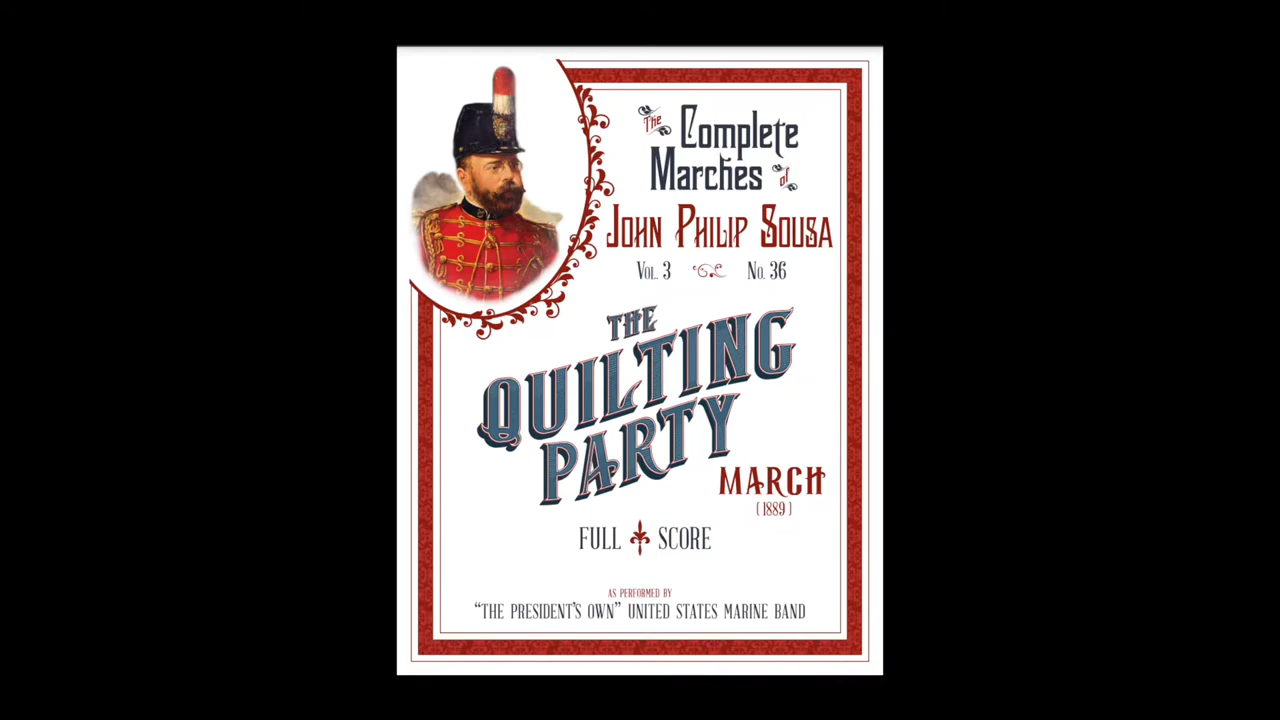 The Complete
Marches of
John Philip Sousa
Vol. 3 No. 36
THE
QUILTING
PARTY
MARCH
(1889)
FULL SCORE
AS PERFORMED BY
“THE PRESIDENT’S OWN” UNITED STATES MARINE BAND